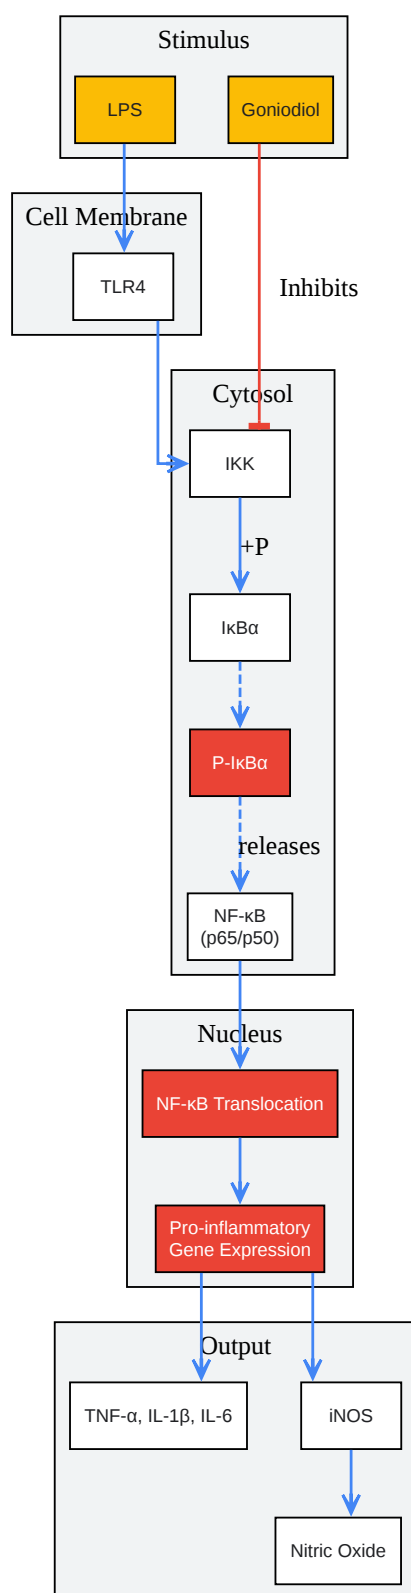 Stimulus
LPS
Goniodiol
Cell Membrane
TLR4
Inhibits
Cytosol
IKK
+P
IκBα
P-IκBα
releases
NF-κB
(p65/p50)
Nucleus
NF-κB Translocation
Pro-inflammatory
Gene Expression
Output
TNF-α, IL-1β, IL-6
iNOS
Nitric Oxide